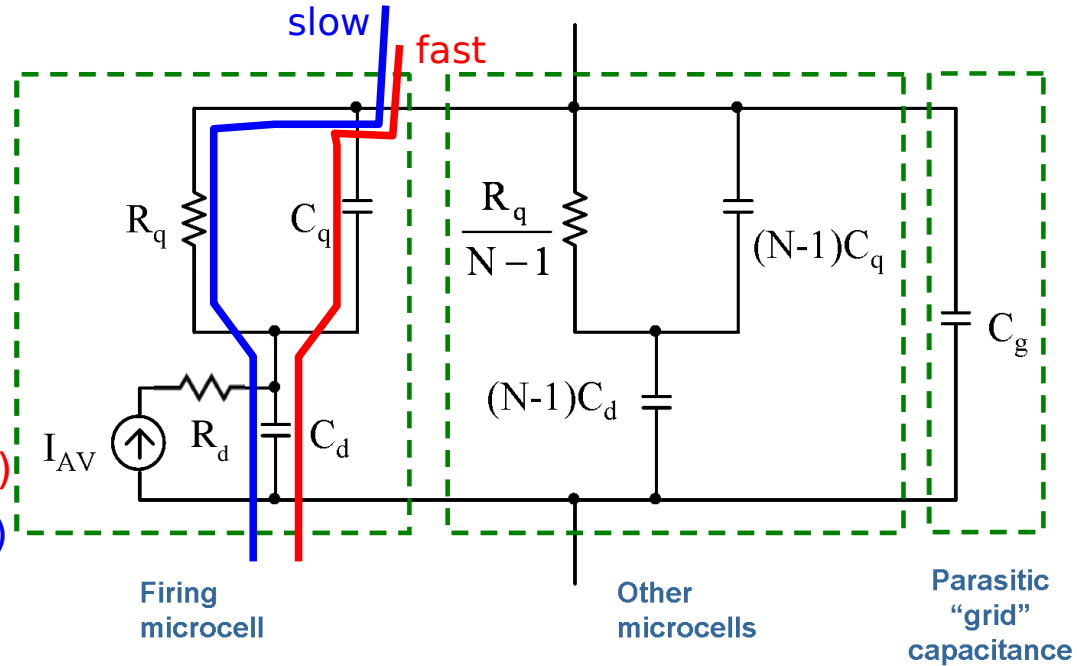 slow
fast
R_q
C_q
R_q
N − 1
(N-1)C_q
C_g
(N-1)C_d
I_AV
R_d
C_d
)
)
Firing
microcell
Other
microcells
Parasitic
“grid”
capacitance